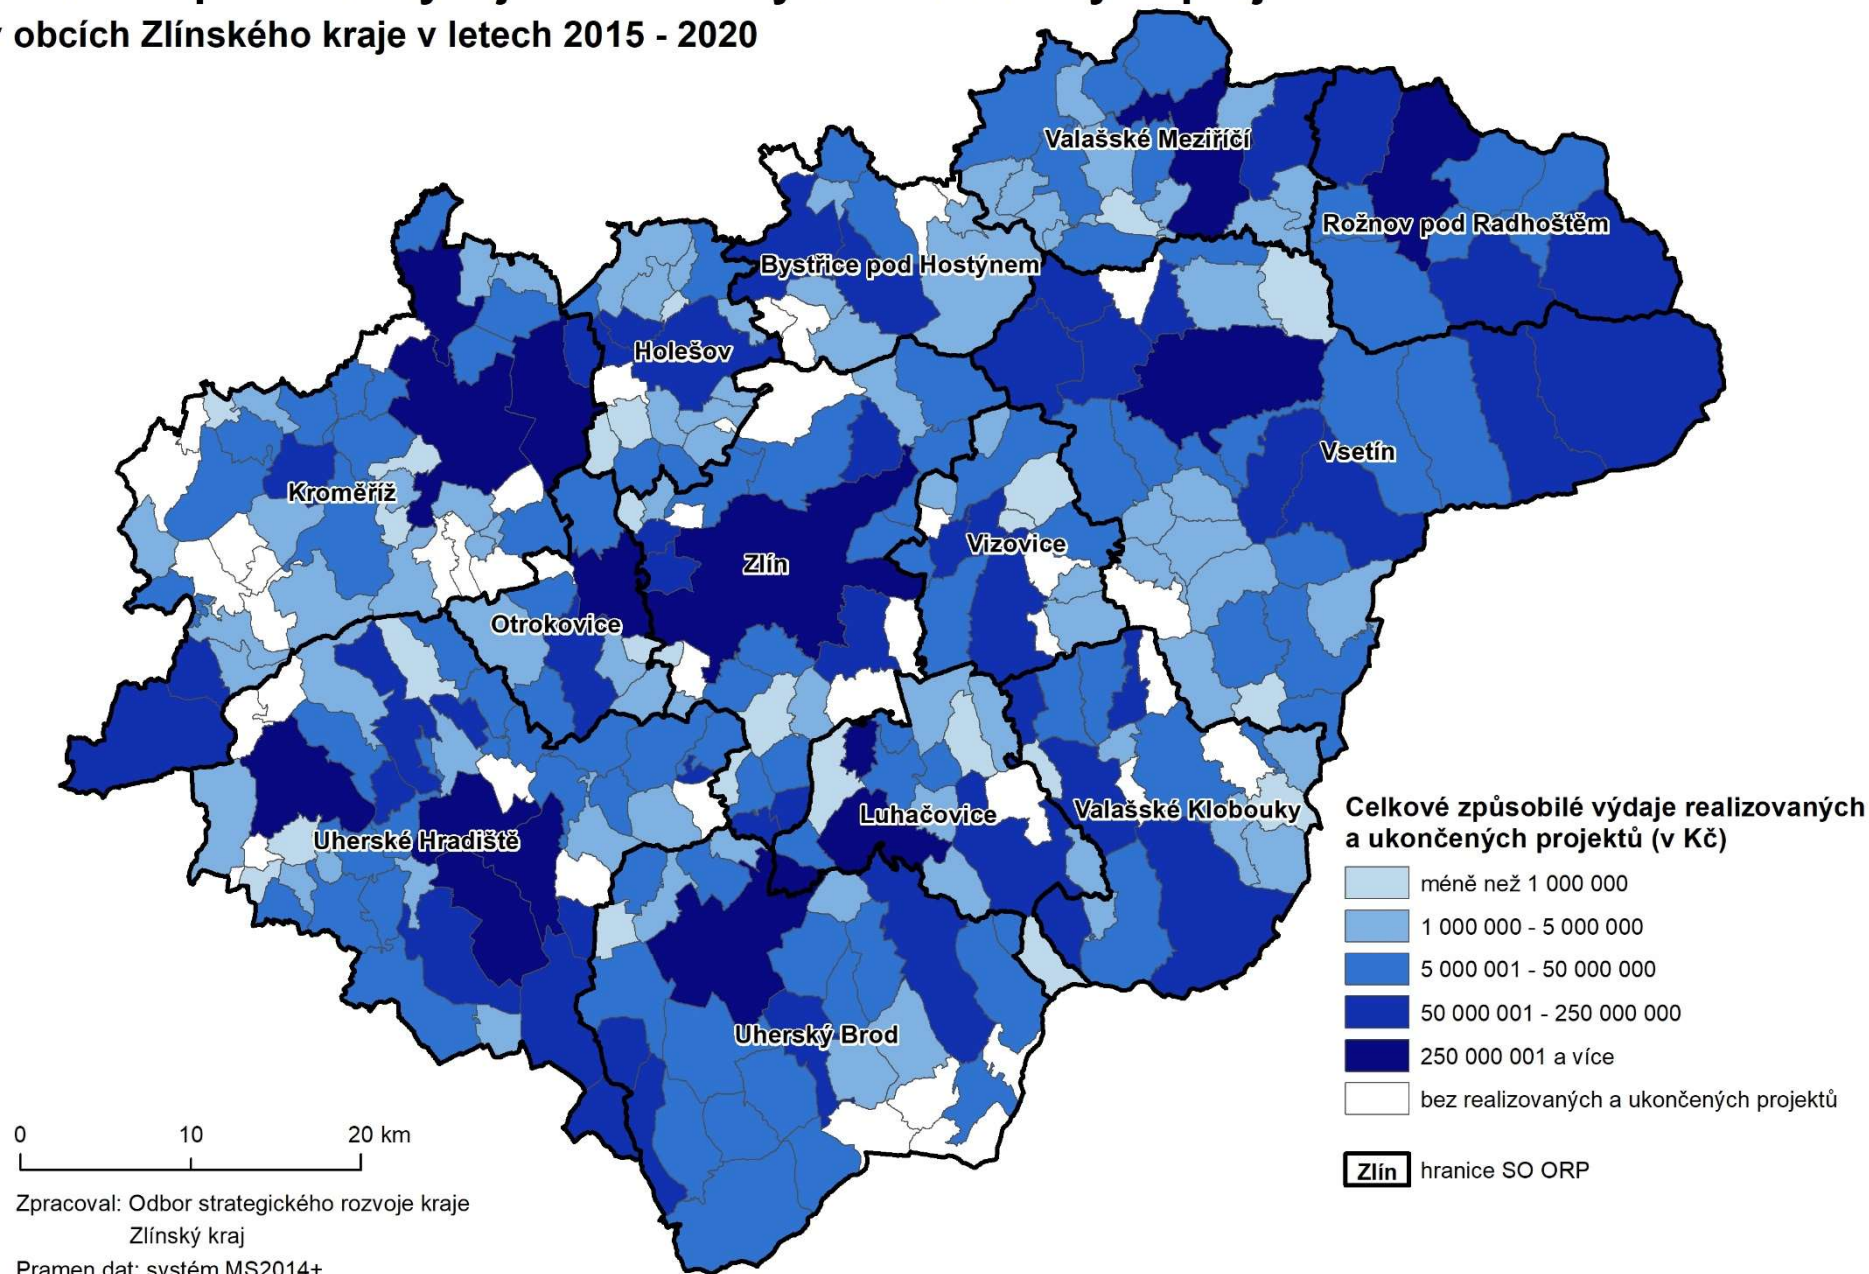 obcích Zlínského kraje v letech 2015 - 2020
Valašské Meziříčí
Rožnov pod Radhoštěm
Bystřice pod Hostýnem
Holešov
Vsetín
Kroměříž
Vizovice
Zlín
Otrokovice
Luhačovice
Valašské Klobouky
Uherské Hradiště
Uherský Brod
Celkové způsobilé výdaje realizovaných
a ukončených projektů (v Kč)
méně než 1 000 000
1 000 000 - 5 000 000
5 000 001 - 50 000 000
50 000 001 - 250 000 000
250 000 001 a více
bez realizovaných a ukončených projektů
Zlín hranice SO ORP
0 10 20 km
Zpracoval: Odbor strategického rozvoje kraje
Zlínský kraj
Pramen dat: systém MS2014+